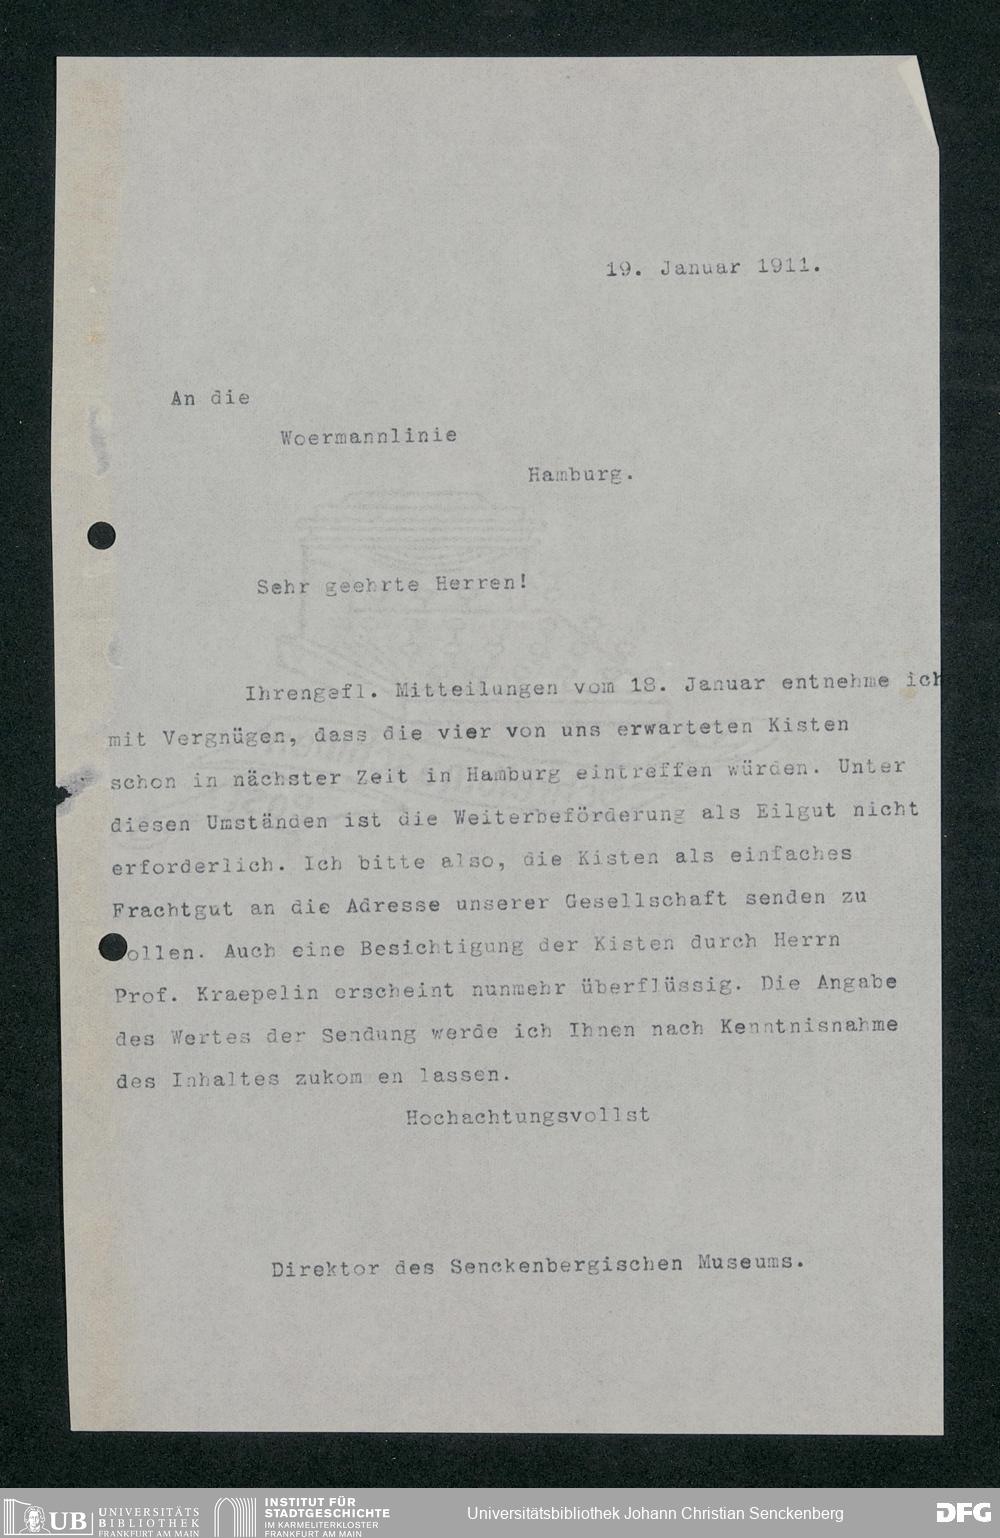 19. Januar 1911.
An die
Woermannlinie
Hamburg.
Sehr geehrte Herren!
Ihrengefl. Mitteilungen vom 18. Januar entnehme ich
mit Vergnügen, dass die vier von uns erwarteten Kisten
schon in nächster Zeit in Hamburg eintreffen würden. Unter
diesen Umständen ist die Weiterbeförderung als Eilgut nicht
erforderlich. Ich bitte also, die Kisten als einfaches
Frachtgut an die Adresse unserer Gesellschaft senden zu
ollen. Auch eine Besichtigung der Kisten durch Herrn
Prof. Kraepelin erscheint nunmehr überflüssig. Die Angabe
des Wertes der Sendung werde ich Ihnen nach Kenntnisnahme
des Inhaltes zukom en lassen.
Hochachtungsvollst
Direktor des Senckenbergischen Museums.
UB UNIVERSITÄTS
BIBLIOTHEK
FRANKFURT AM MAIN
INSTITUT FÜR
STADTGESCHICHTE
IM KARMELITERKLOSTER
FRANKFURT AM MAIN
Universitätsbibliothek Johann Christian Senckenberg
DFG